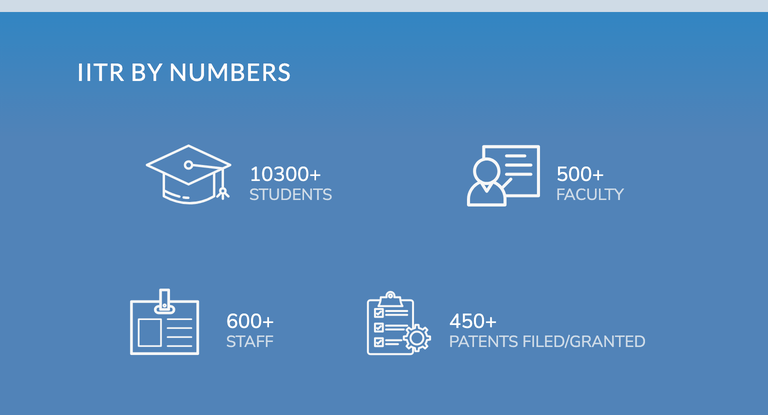 IITR BY NUMBERS
10300+
STUDENTS
500+
FACULTY
600+
STAFF
450+
PATENTS FILED/GRANTED